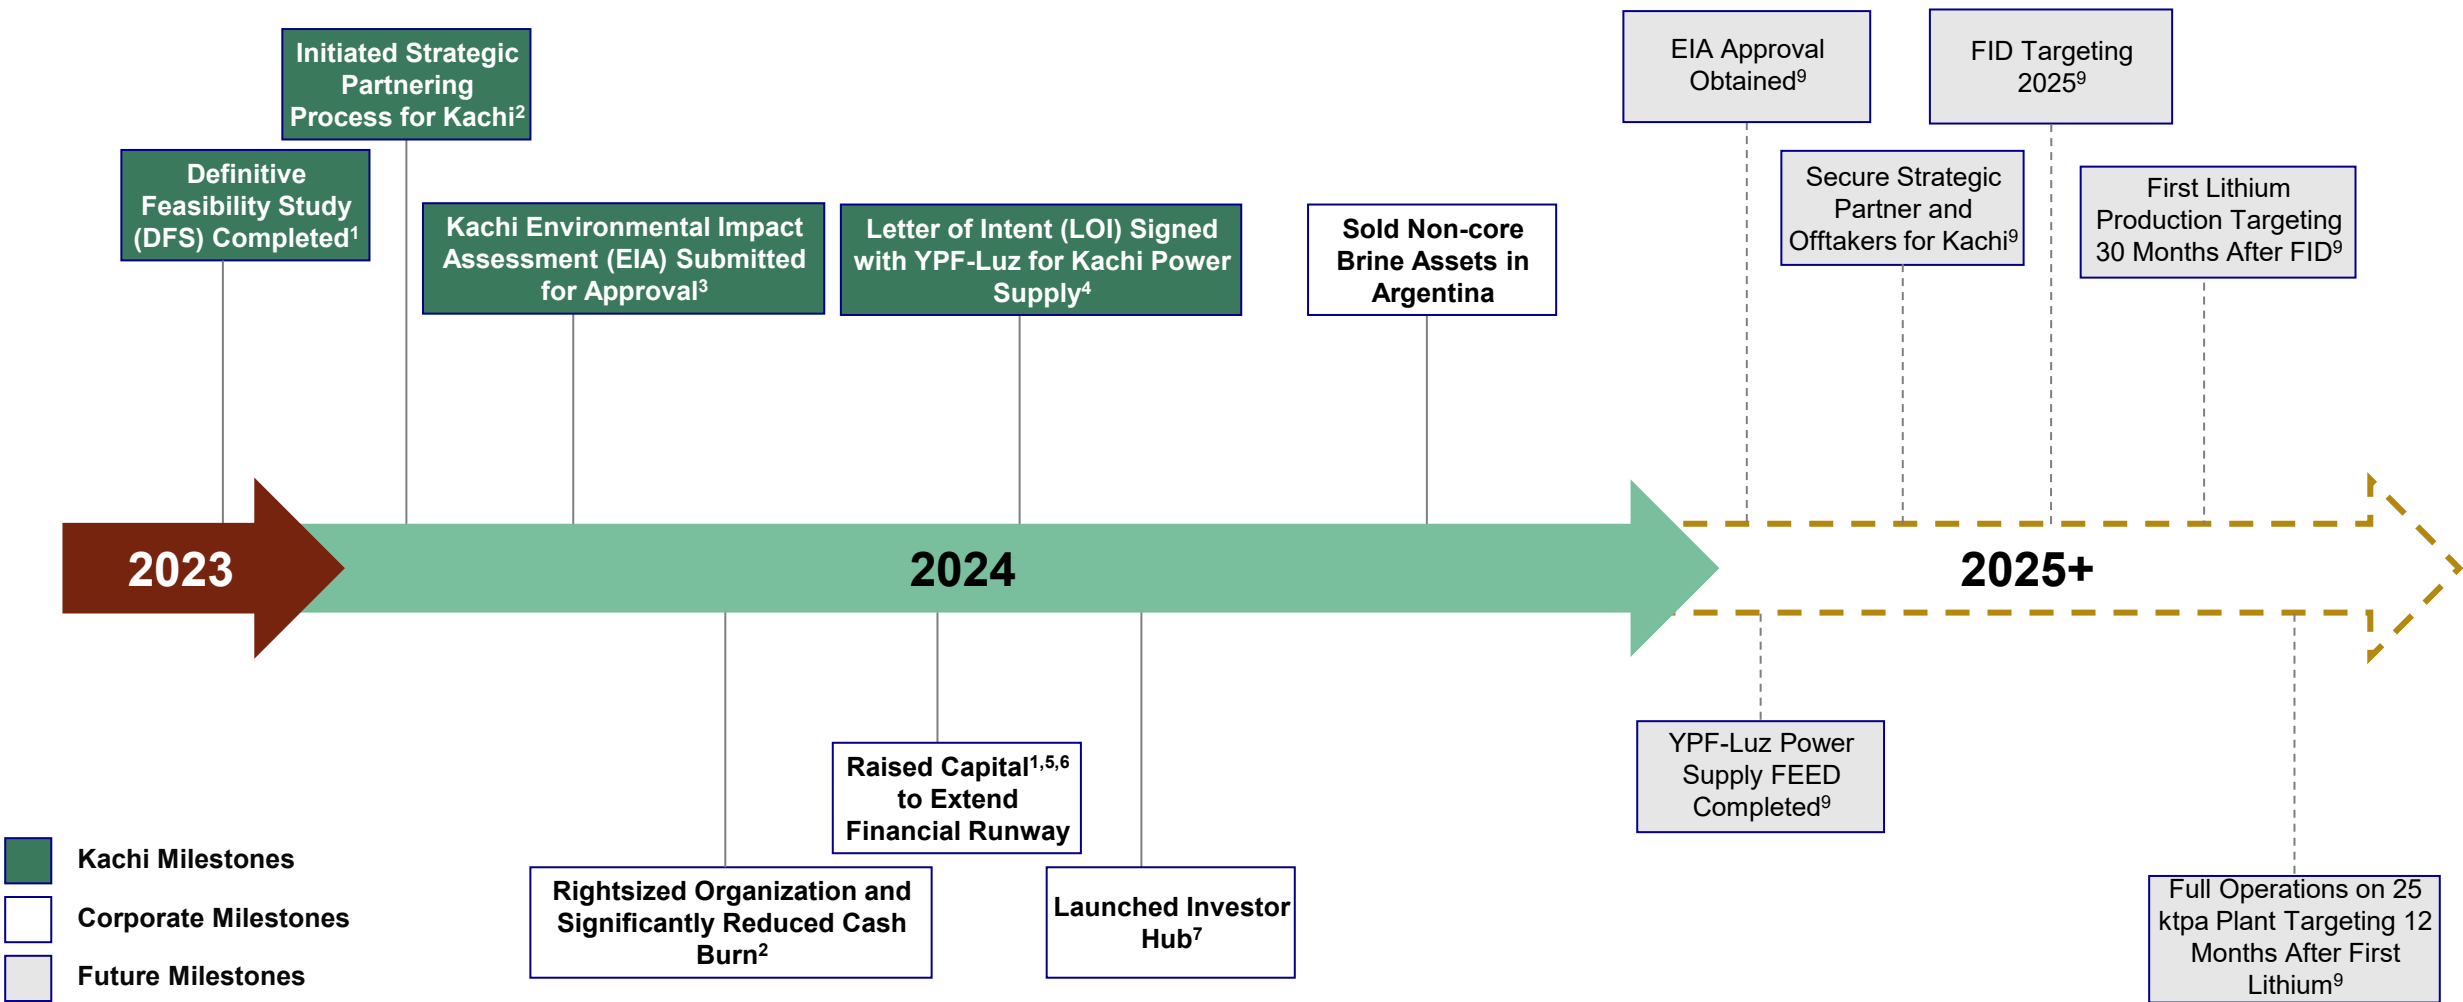 Initiated Strategic
Partnering
Process for Kachi²
Definitive
Feasibility Study
(DFS) Completed¹
Kachi Environmental Impact
Assessment (EIA) Submitted
for Approval³
Letter of Intent (LOI) Signed
with YPF-Luz for Kachi Power
Supply⁴
Sold Non-core
Brine Assets in
Argentina
EIA Approval
Obtained⁹
Secure Strategic
Partner and
Offtakers for Kachi⁹
FID Targeting
2025⁹
First Lithium
Production Targeting
30 Months After FID⁹
2023
2024
2025+
Rightsized Organization and
Significantly Reduced Cash
Burn²
Raised Capital¹,⁵,⁶
to Extend
Financial Runway
Launched Investor
Hub⁷
YPF-Luz Power
Supply FEED
Completed⁹
Full Operations on 25
ktpa Plant Targeting 12
Months After First
Lithium⁹
Kachi Milestones
Corporate Milestones
Future Milestones